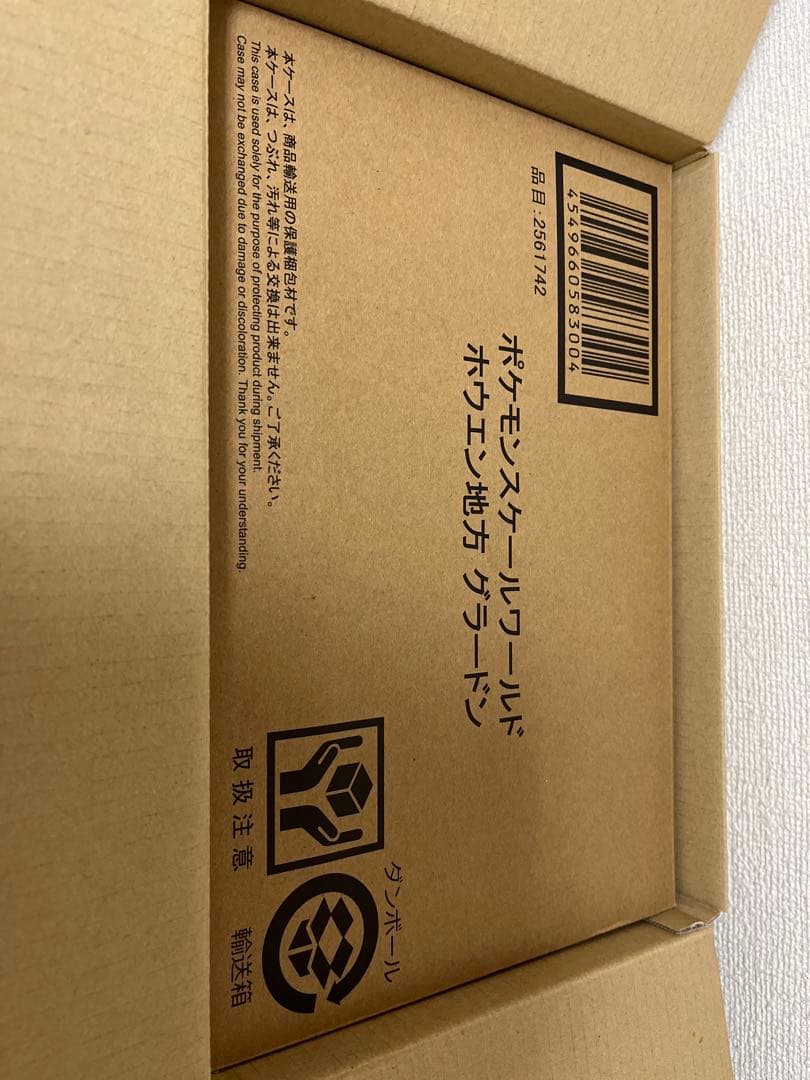 4549660583004
品目:2561742
ポケモンスケールワールド
ホウエン地方 グラードン
本ケースは、商品輸送用の保護梱包材です。
本ケースは、つぶれ、汚れ等による交換は出来ません。ご了承ください。
This case is used solely for the purpose of protecting product during shipment.
Case may not be exchanged due to damage or discoloration. Thank you for your understanding.
取扱注意
ダンボール
輸送箱